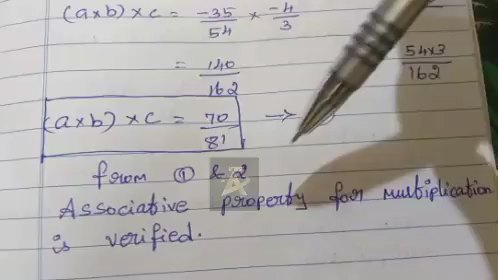 (a×b)×c = -35/54 × -4/3
= 140/162
54×3/162
(a×b)×c = 70/81 →
from ① & 2
Associative property for multiplication
is verified.